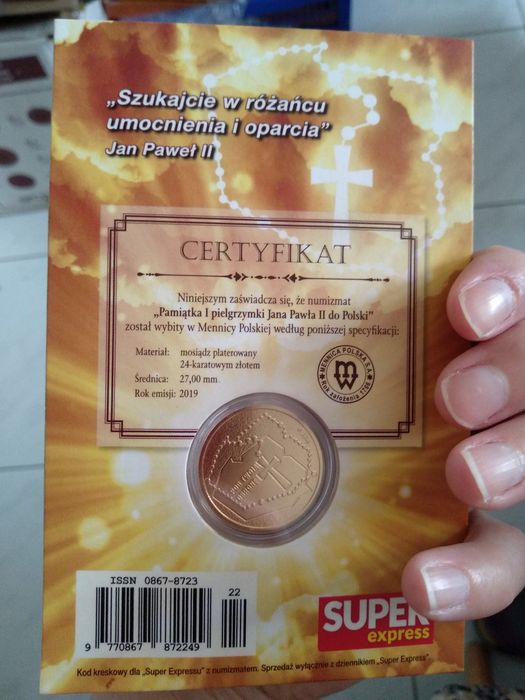 „Szukajcie w różańcu
umocnienia i oparcia”
Jan Paweł II
CERTYFIKAT
Niniejszym zaświadcza się, że numizmat
„Pamiątka I pielgrzymki Jana Pawła II do Polski”
został wybity w Mennicy Polskiej według poniższej specyfikacji:
Materiał: mosiądz platerowany
24-karatowym złotem
Średnica: 27,00 mm
Rok emisji: 2019
MENNICA POLSKA S.A.
Rok założenia 1766
ISSN 0867-8723
22
9 770867 872249
SUPER
express
Kod kreskowy dla „Super Expressu” z numizmatem. Sprzedaż wyłącznie z dziennikiem „Super Express”